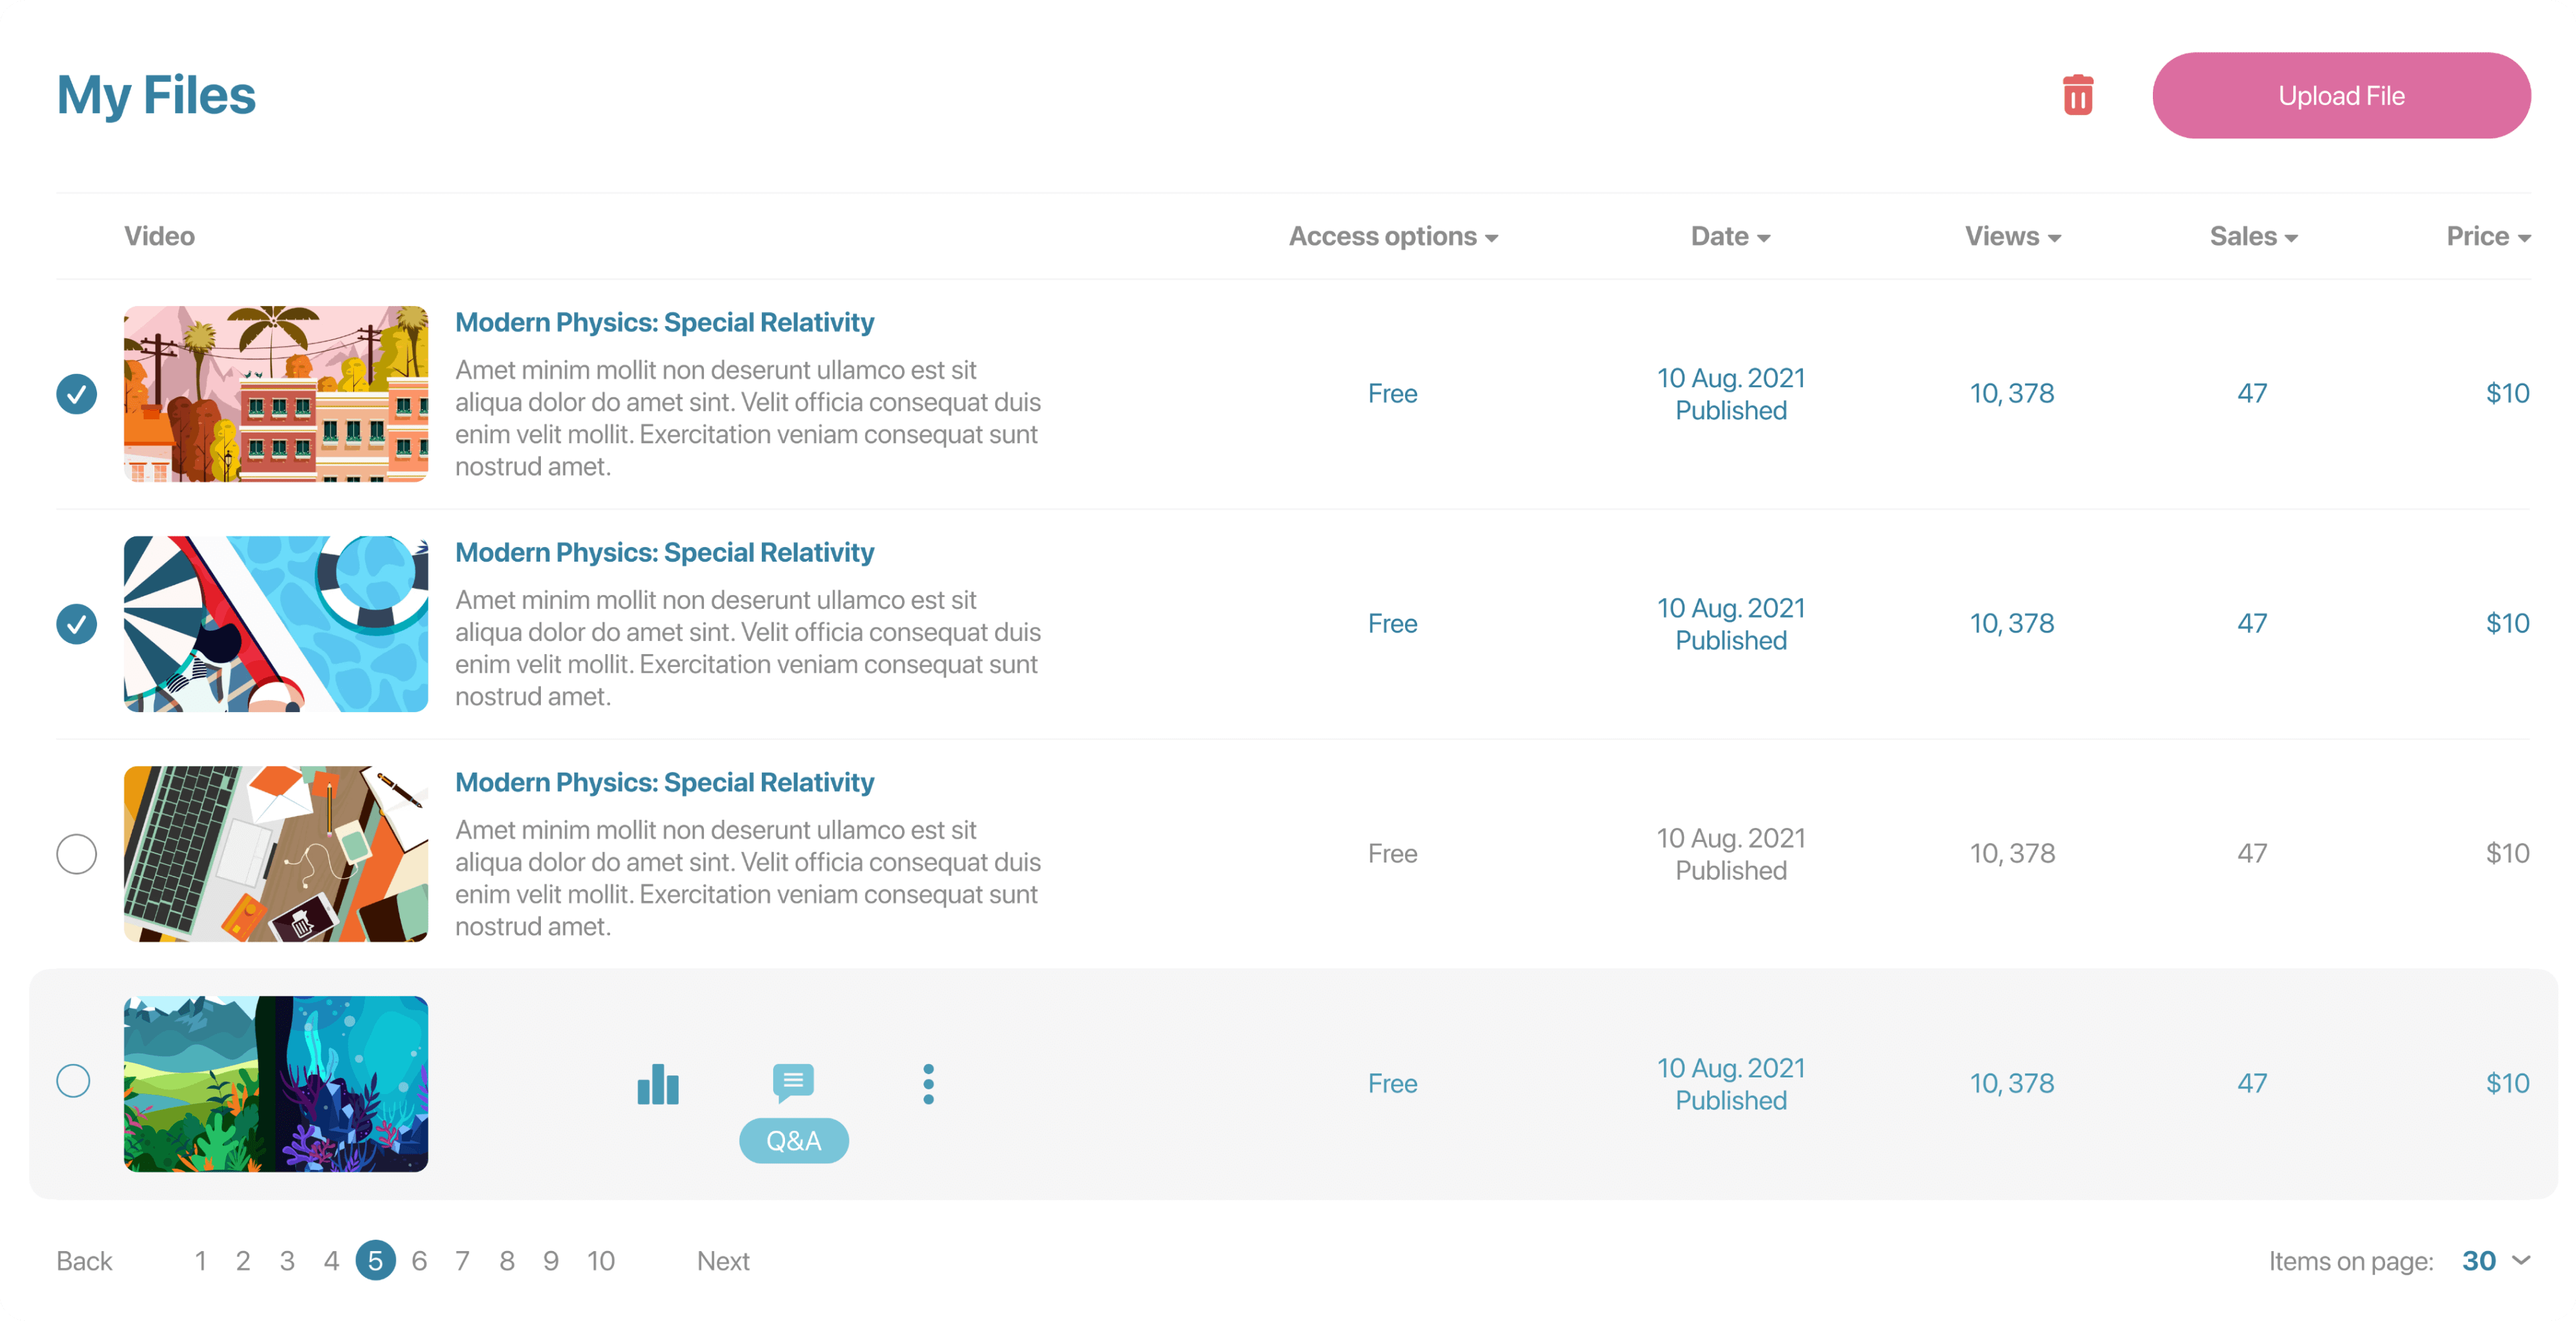 My Files
Upload File
Video Access options Date Views Sales Price
Modern Physics: Special Relativity
Amet minim mollit non deserunt ullamco est sit
aliqua dolor do amet sint. Velit officia consequat duis
enim velit mollit. Exercitation veniam consequat sunt
nostrud amet.
Free
10 Aug. 2021
Published
10, 378
47
$10
Modern Physics: Special Relativity
Amet minim mollit non deserunt ullamco est sit
aliqua dolor do amet sint. Velit officia consequat duis
enim velit mollit. Exercitation veniam consequat sunt
nostrud amet.
Free
10 Aug. 2021
Published
10, 378
47
$10
Modern Physics: Special Relativity
Amet minim mollit non deserunt ullamco est sit
aliqua dolor do amet sint. Velit officia consequat duis
enim velit mollit. Exercitation veniam consequat sunt
nostrud amet.
Free
10 Aug. 2021
Published
10, 378
47
$10
Q&A
Free
10 Aug. 2021
Published
10, 378
47
$10
Back 1 2 3 4 5 6 7 8 9 10 Next
Items on page: 30